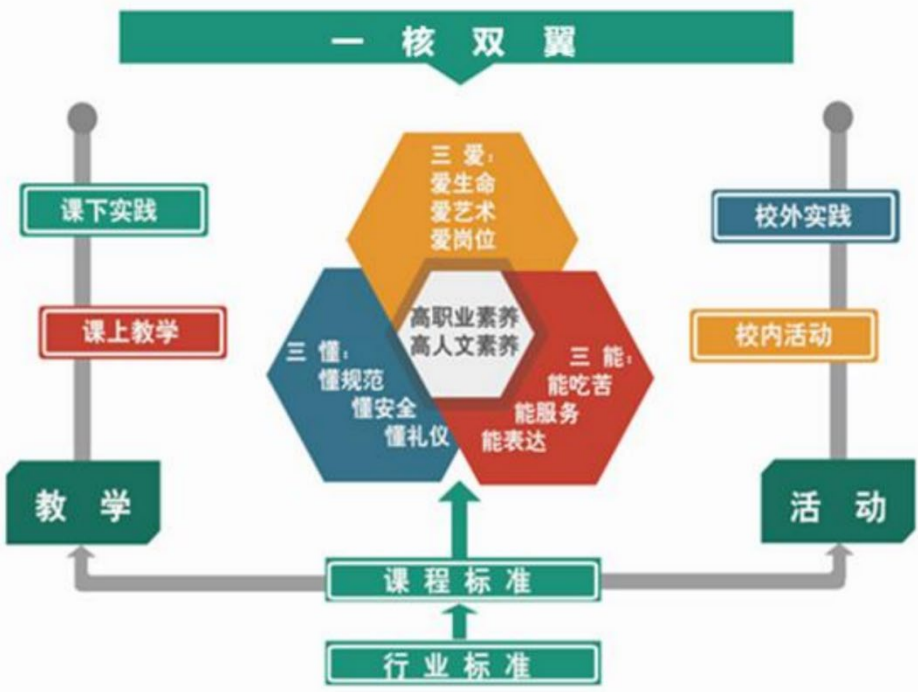 一核双翼
课下实践
课上教学
教学
三爱：
爱生命
爱艺术
爱岗位
高职业素养
高人文素养
三懂：
懂规范
懂安全
懂礼仪
三能：
能吃苦
能服务
能表达
校外实践
校内活动
活动
课程标准
行业标准